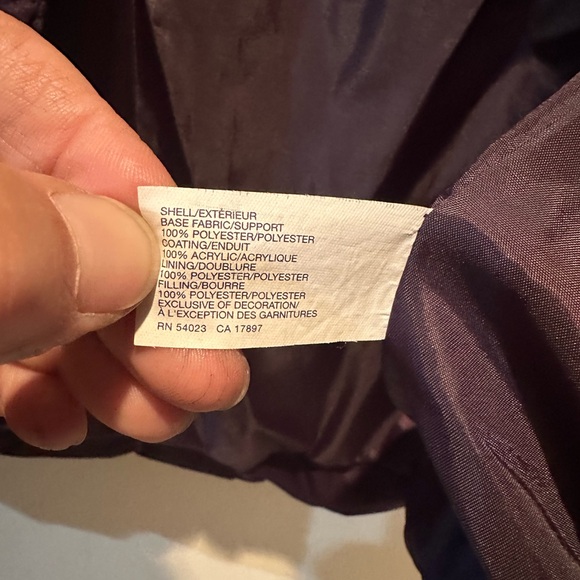 SHELL/EXTÉRIEUR
BASE FABRIC/SUPPORT
100% POLYESTER/POLYESTER
COATING/ENDUIT
100% ACRYLIC/ACRYLIQUE
LINING/DOUBLURE
100% POLYESTER/POLYESTER
FILLING/BOURRE
100% POLYESTER/POLYESTER
EXCLUSIVE OF DECORATION/
À L'EXCEPTION DES GARNITURES
RN 54023 CA 17897